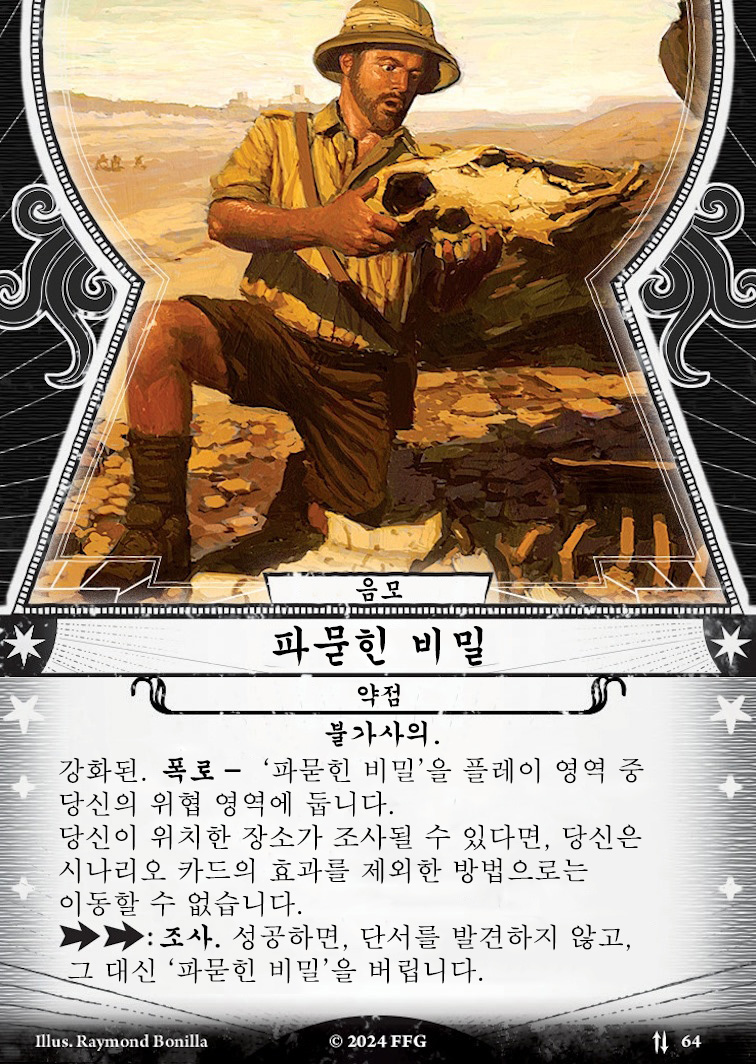 음모
파묻힌 비밀
약점
불가사의.
강화된. 폭로 – ‘파묻힌 비밀’을 플레이 영역 중
당신의 위협 영역에 둡니다.
당신이 위치한 장소가 조사될 수 있다면, 당신은
시나리오 카드의 효과를 제외한 방법으로는
이동할 수 없습니다.
: 조사. 성공하면, 단서를 발견하지 않고,
그 대신 ‘파묻힌 비밀’을 버립니다.
Illus. Raymond Bonilla © 2024 FFG 64